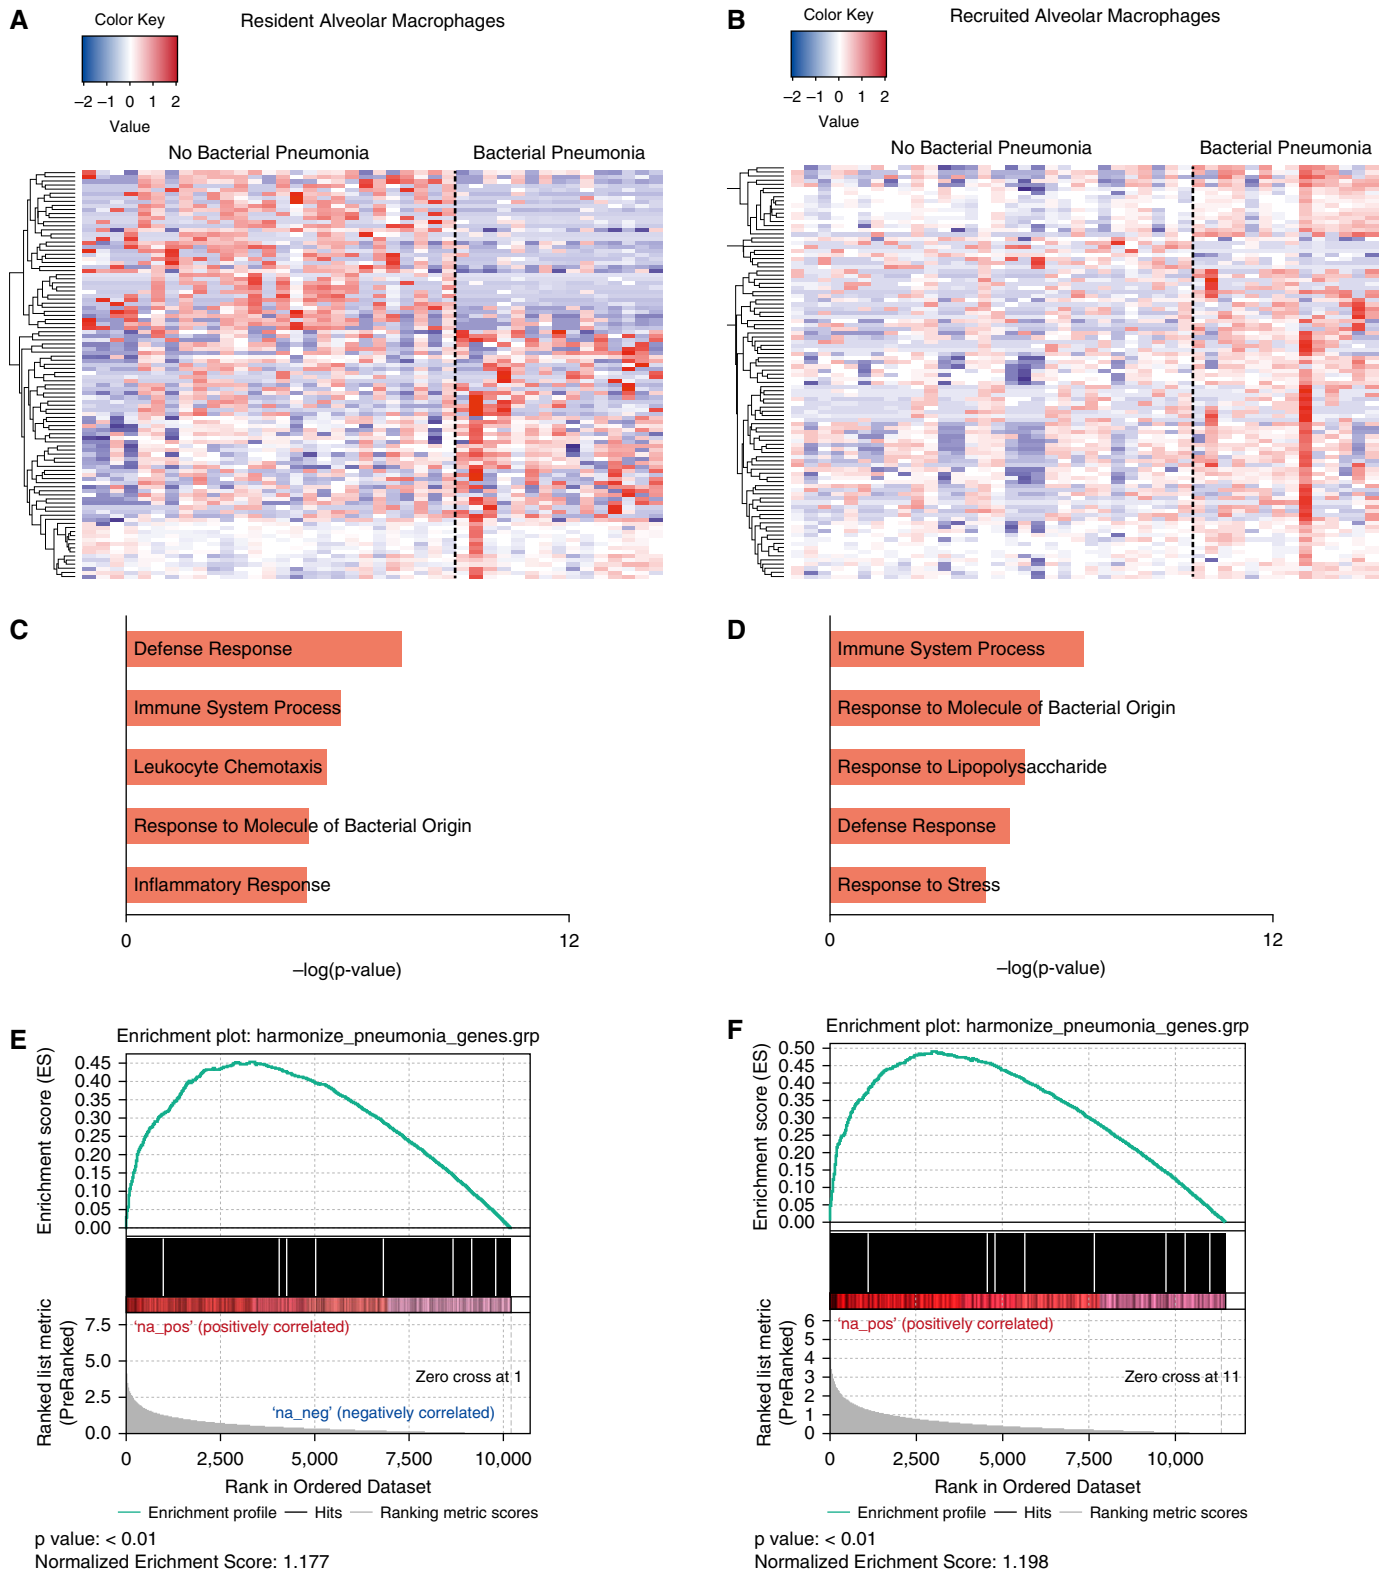 A
Color Key
Resident Alveolar Macrophages
–2 –1 0 1 2
Value
No Bacterial Pneumonia
Bacterial Pneumonia
B
Color Key
Recruited Alveolar Macrophages
–2 –1 0 1 2
Value
No Bacterial Pneumonia
Bacterial Pneumonia
C
Defense Response
Immune System Process
Leukocyte Chemotaxis
Response to Molecule of Bacterial Origin
Inflammatory Response
0 12
–log(p-value)
D
Immune System Process
Response to Molecule of Bacterial Origin
Response to Lipopolysaccharide
Defense Response
Response to Stress
0 12
–log(p-value)
E
Enrichment plot: harmonize_pneumonia_genes.grp
Enrichment score (ES)
0.45
0.40
0.35
0.30
0.25
0.20
0.15
0.10
0.05
0.00
Ranked list metric
(PreRanked)
7.5
5.0
2.5
0.0
'na_pos' (positively correlated)
Zero cross at 1
'na_neg' (negatively correlated)
0 2,500 5,000 7,500 10,000
Rank in Ordered Dataset
Enrichment profile Hits Ranking metric scores
p value: < 0.01
Normalized Erichment Score: 1.177
F
Enrichment plot: harmonize_pneumonia_genes.grp
Enrichment score (ES)
0.50
0.45
0.40
0.35
0.30
0.25
0.20
0.15
0.10
0.05
0.00
Ranked list metric
(PreRanked)
6
5
4
3
2
1
0
'na_pos' (positively correlated)
Zero cross at 11
0 2,500 5,000 7,500 10,000
Rank in Ordered Dataset
Enrichment profile Hits Ranking metric scores
p value: < 0.01
Normalized Erichment Score: 1.198